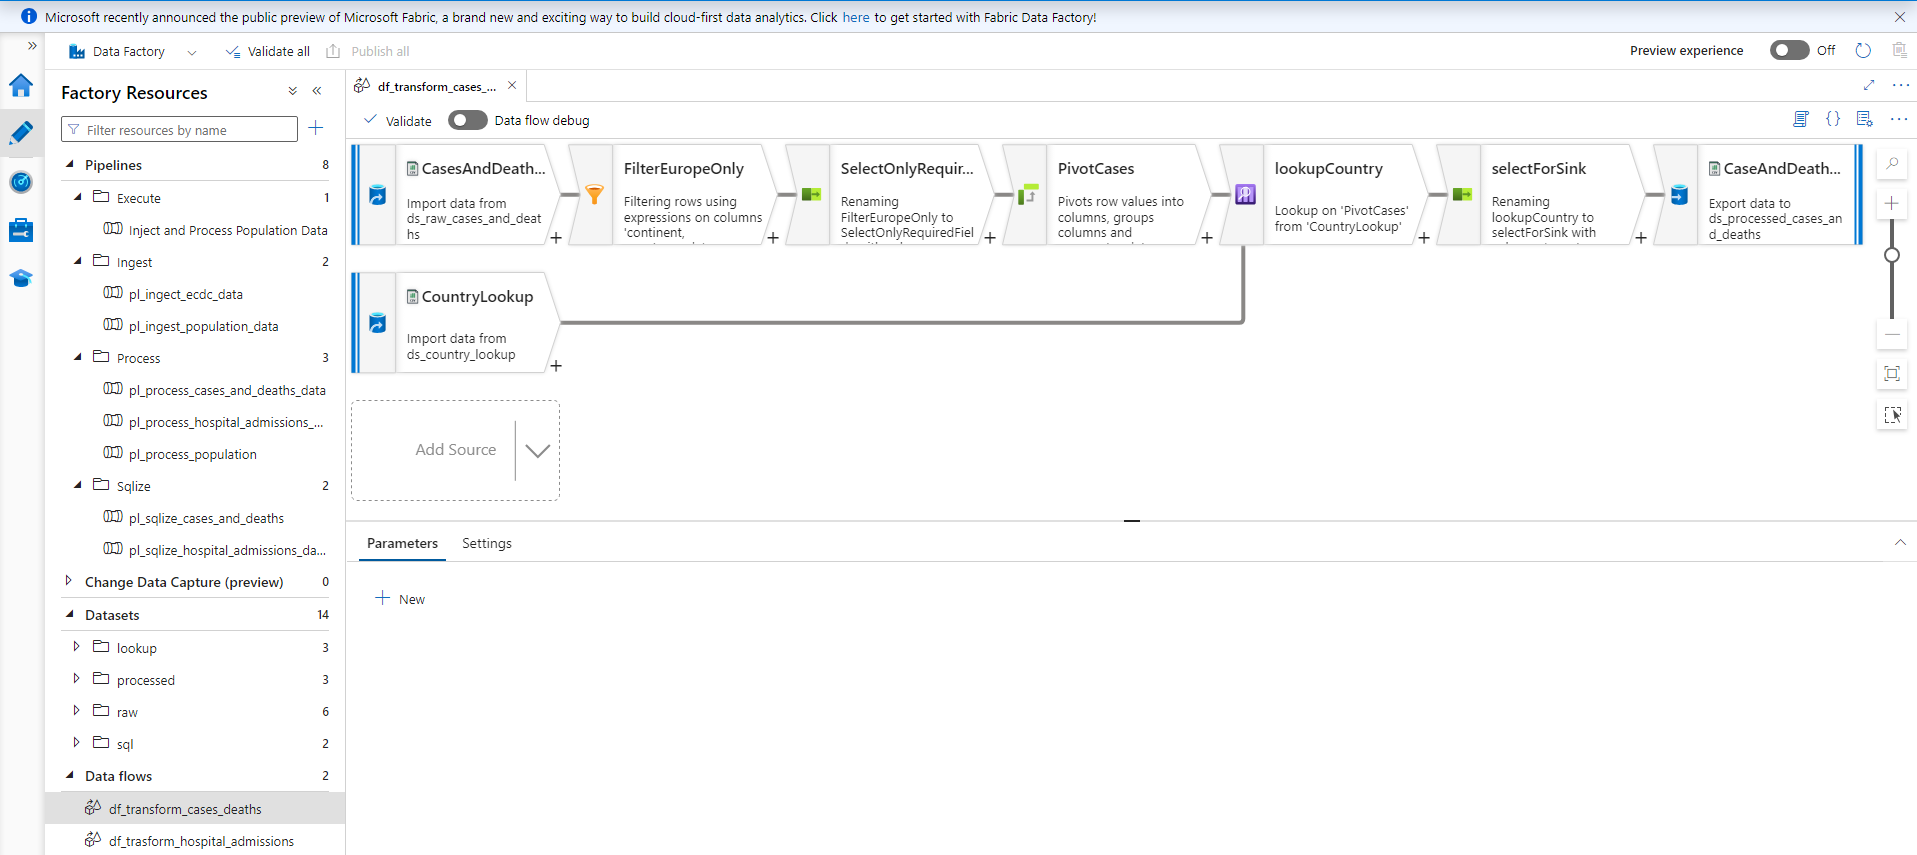 Microsoft recently announced the public preview of Microsoft Fabric, a brand new and exciting way to build cloud-first data analytics. Click here to get started with Fabric Data Factory!
Data Factory
Validate all
Publish all
Preview experience
Off
Factory Resources
Filter resources by name
Pipelines 8
Execute 1
Inject and Process Population Data
Ingest 2
pl_ingect_ecdc_data
pl_ingest_population_data
Process 3
pl_process_cases_and_deaths_data
pl_process_hospital_admissions_...
pl_process_population
Sqlize 2
pl_sqlize_cases_and_deaths
pl_sqlize_hospital_admissions_da...
Change Data Capture (preview) 0
Datasets 14
lookup 3
processed 3
raw 6
sql 2
Data flows 2
df_transform_cases_deaths
df_trasform_hospital_admissions
df_transform_cases_...
Validate
Data flow debug
CasesAndDeath...
Import data from
ds_raw_cases_and_deat
hs
FilterEuropeOnly
Filtering rows using
expressions on columns
'continent,
SelectOnlyRequir...
Renaming
FilterEuropeOnly to
SelectOnlyRequiredFiel
PivotCases
Pivots row values into
columns, groups
columns and
lookupCountry
Lookup on 'PivotCases'
from 'CountryLookup'
selectForSink
Renaming
lookupCountry to
selectForSink with
CaseAndDeath...
Export data to
ds_processed_cases_an
d_deaths
CountryLookup
Import data from
ds_country_lookup
Add Source
Parameters
Settings
New